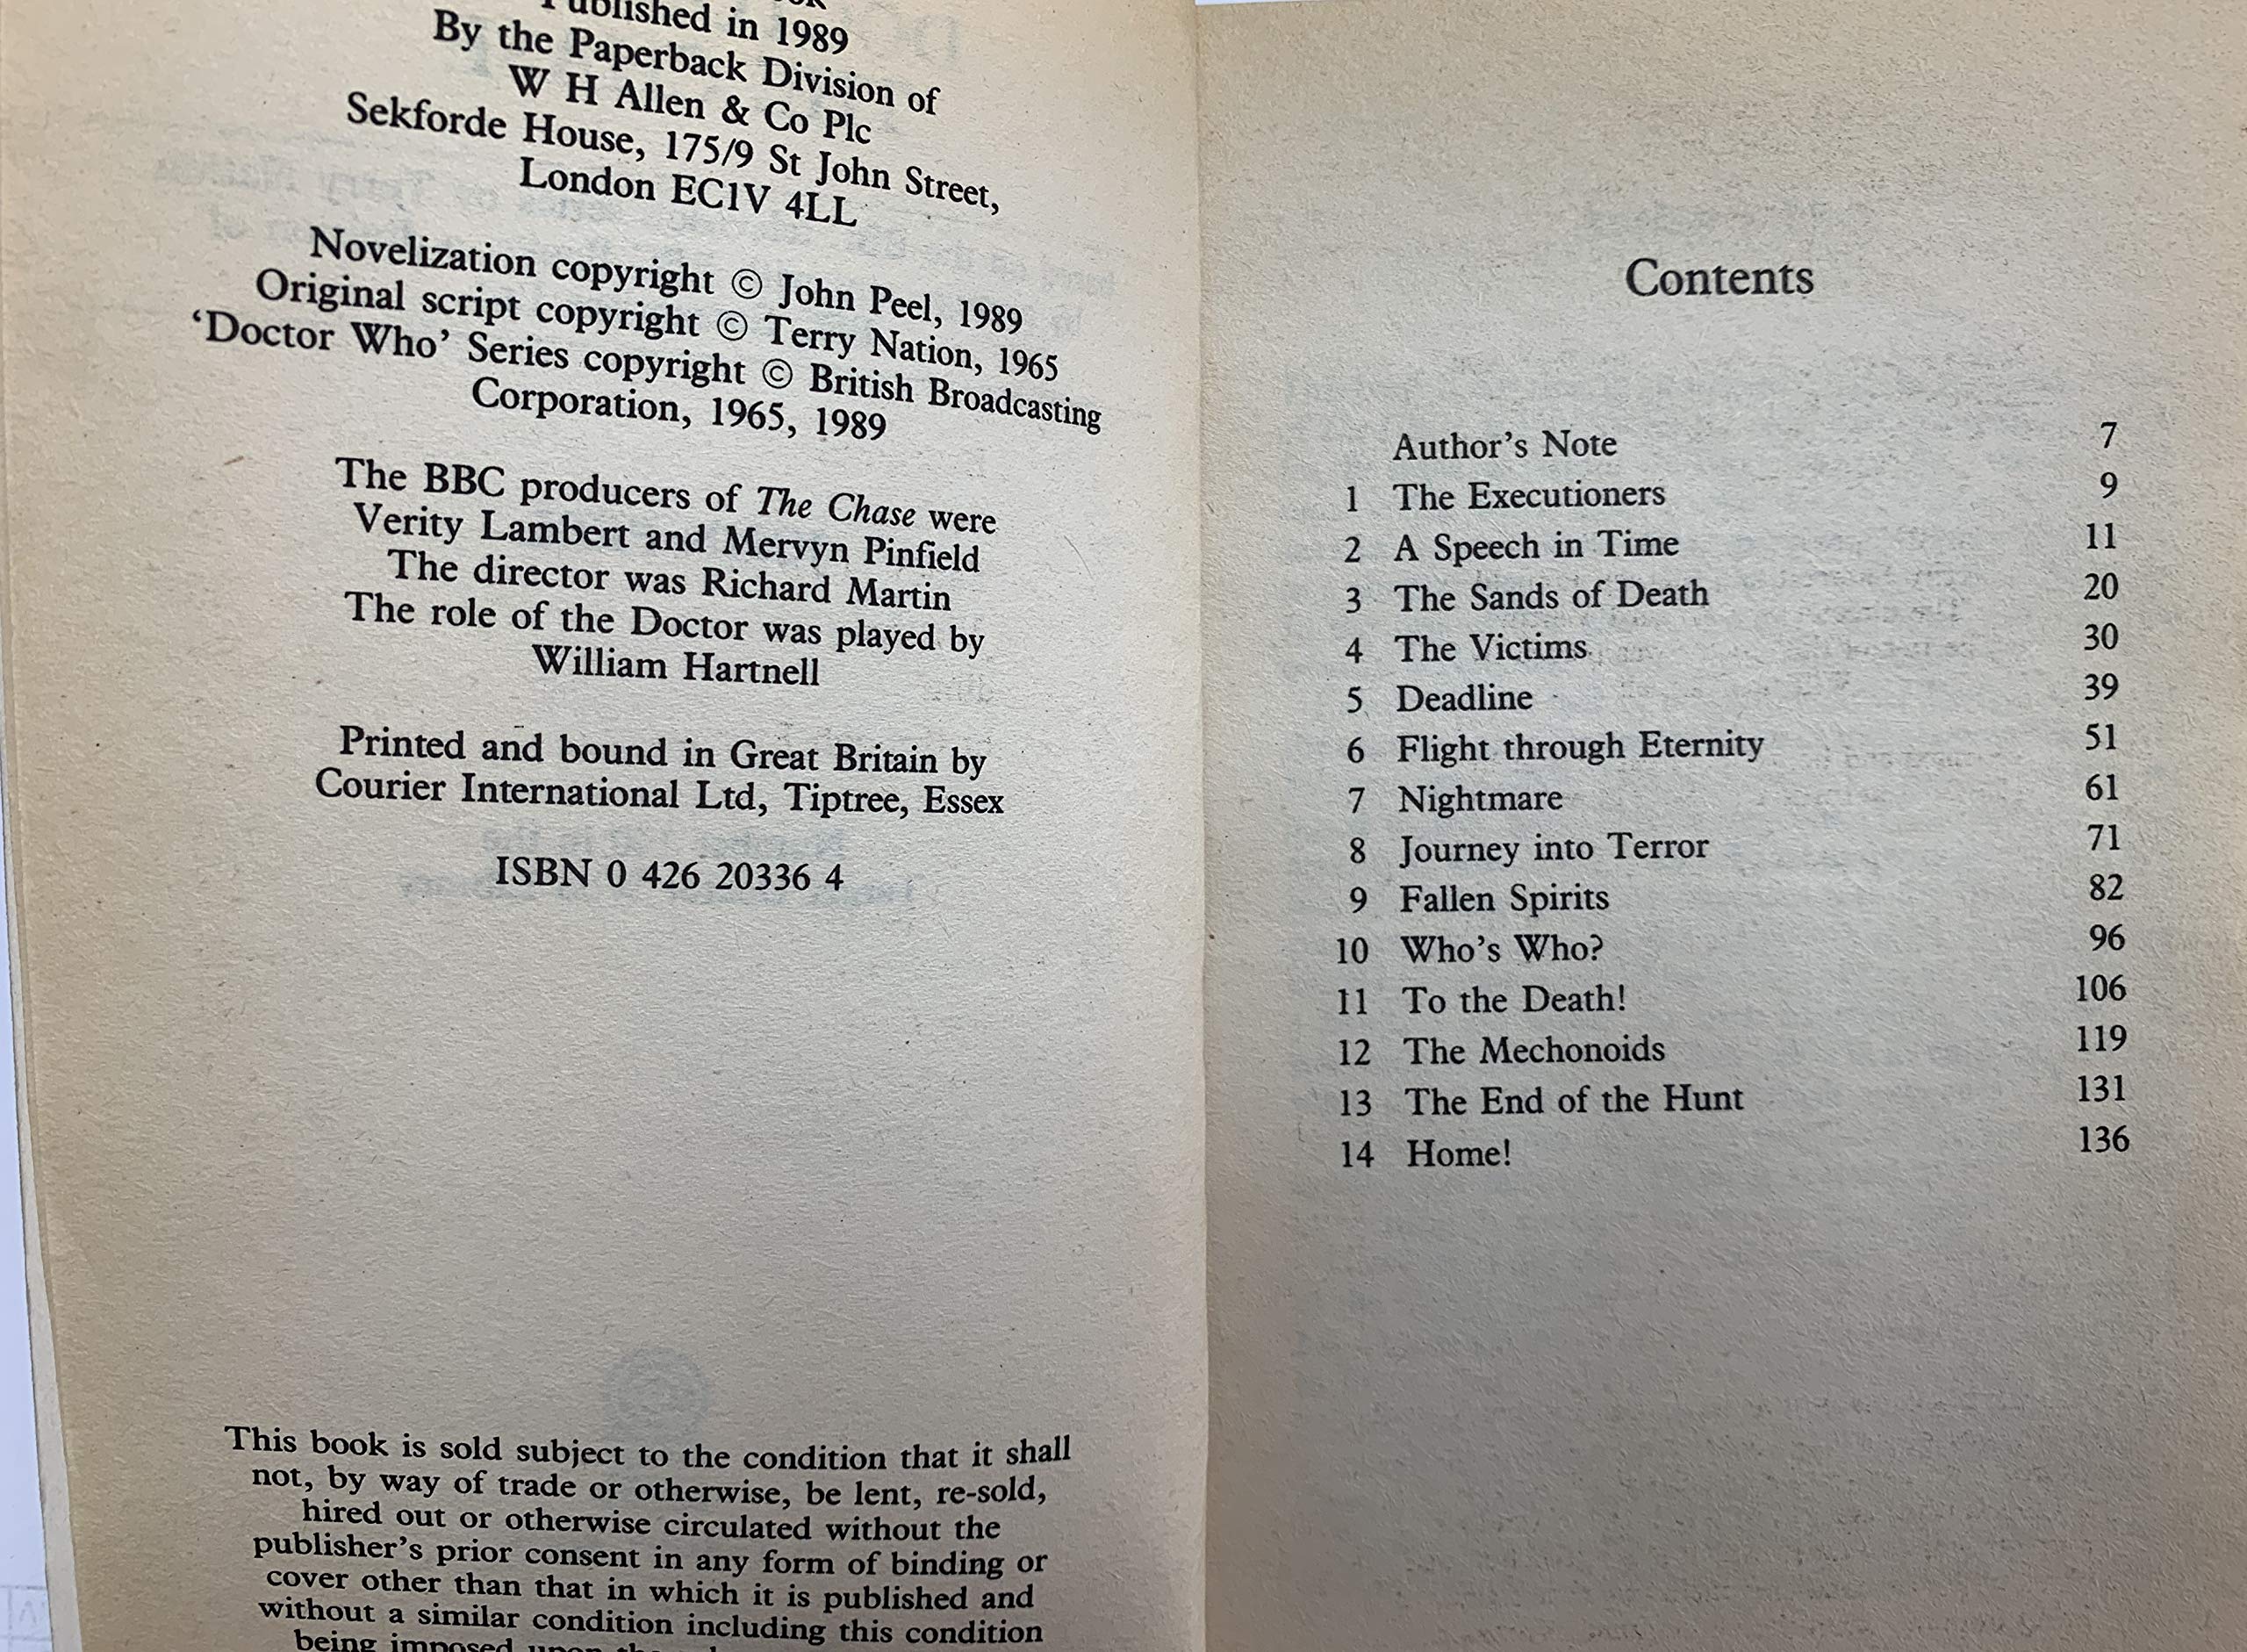 Published in 1989
By the Paperback Division of
W H Allen & Co Plc
Sekforde House, 175/9 St John Street,
London EC1V 4LL
Novelization copyright © John Peel, 1989
Original script copyright © Terry Nation, 1965
‘Doctor Who’ Series copyright © British Broadcasting
Corporation, 1965, 1989
The BBC producers of The Chase were
Verity Lambert and Mervyn Pinfield
The director was Richard Martin
The role of the Doctor was played by
William Hartnell
Printed and bound in Great Britain by
Courier International Ltd, Tiptree, Essex
ISBN 0 426 20336 4
This book is sold subject to the condition that it shall
not, by way of trade or otherwise, be lent, re-sold,
hired out or otherwise circulated without the
publisher’s prior consent in any form of binding or
cover other than that in which it is published and
without a similar condition including this condition
being imposed upon
Contents
Author’s Note 7
1 The Executioners 9
2 A Speech in Time 11
3 The Sands of Death 20
4 The Victims 30
5 Deadline 39
6 Flight through Eternity 51
7 Nightmare 61
8 Journey into Terror 71
9 Fallen Spirits 82
10 Who’s Who? 96
11 To the Death! 106
12 The Mechonoids 119
13 The End of the Hunt 131
14 Home! 136